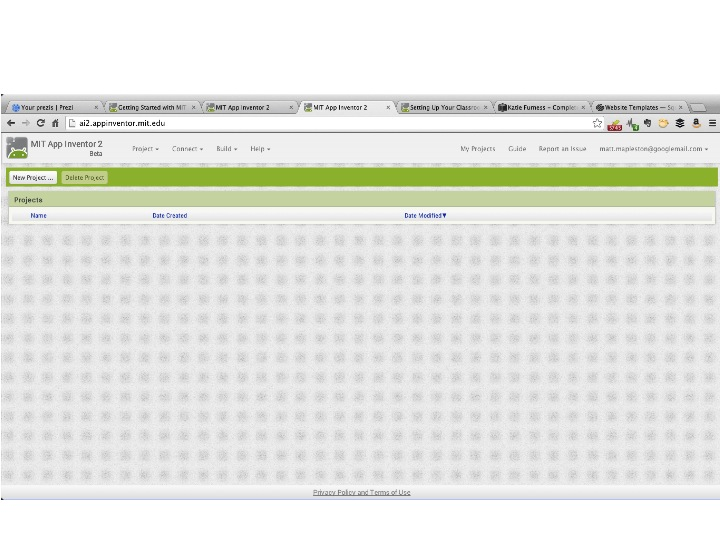 Your prezis | Prezi
Getting Started with MIT
MIT App Inventor 2
MIT App Inventor 2
Setting Up Your Classroo
Katie Furness – Complet
Website Templates — Sq
ai2.appinventor.mit.edu
MIT App Inventor 2
Beta
Project Connect Build Help
My Projects Guide Report an Issue matt.mapleston@googlemail.com
New Project ... Delete Project
Projects
Name Date Created Date Modified▼
Privacy Policy and Terms of Use